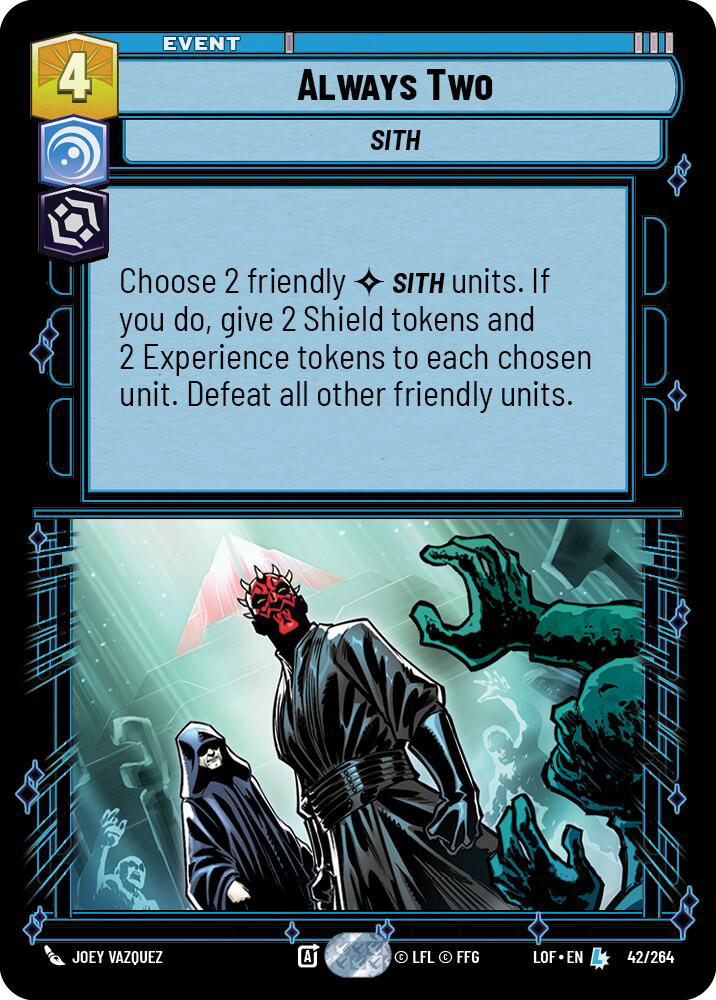 EVENT
4
ALWAYS TWO
SITH
Choose 2 friendly ✧ SITH units. If
you do, give 2 Shield tokens and
2 Experience tokens to each chosen
unit. Defeat all other friendly units.
JOEY VAZQUEZ
A
© LFL © FFG
LOF • EN
L
42/264